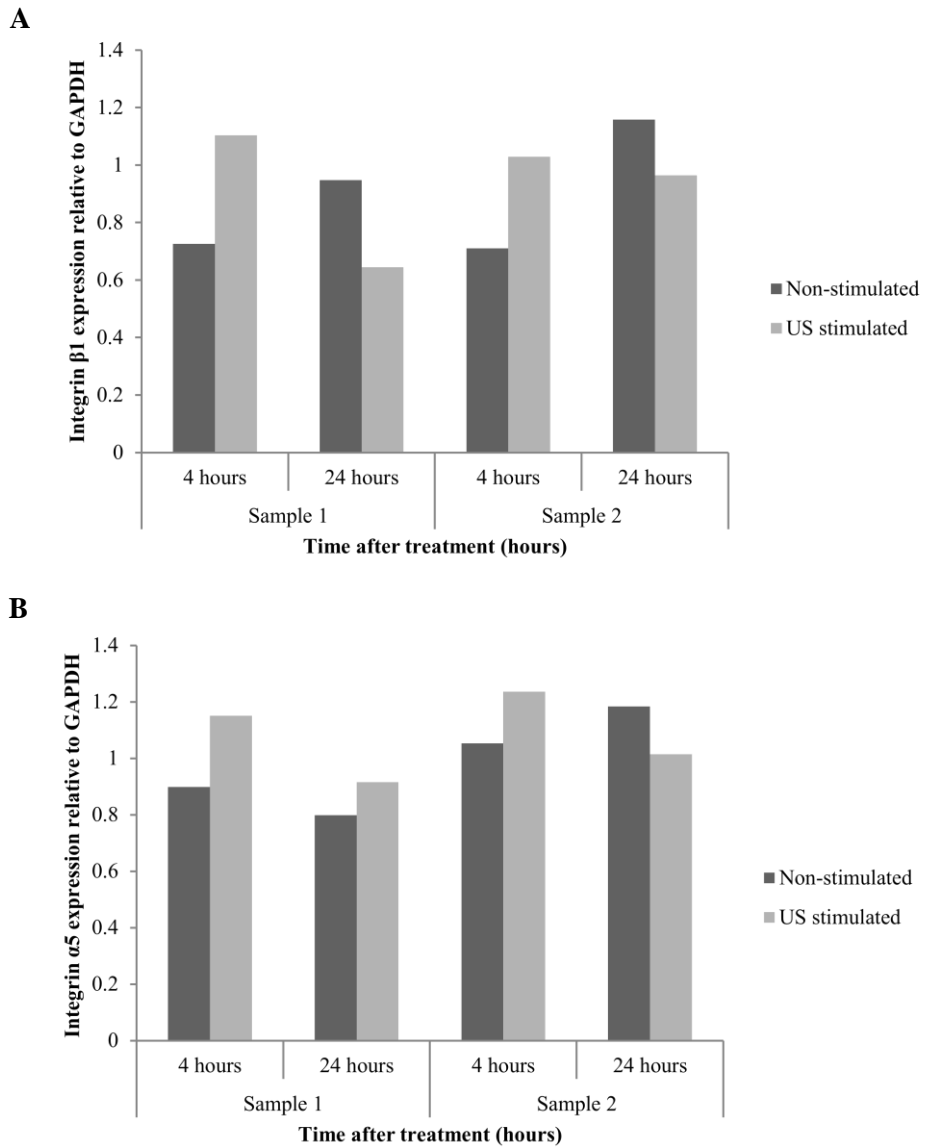 A
Integrin β1 expression relative to GAPDH
1.4
1.2
1
0.8
0.6
0.4
0.2
0
4 hours 24 hours 4 hours 24 hours
Sample 1 Sample 2
Time after treatment (hours)
Non-stimulated
US stimulated
B
Integrin α5 expression relative to GAPDH
1.4
1.2
1
0.8
0.6
0.4
0.2
0
4 hours 24 hours 4 hours 24 hours
Sample 1 Sample 2
Time after treatment (hours)
Non-stimulated
US stimulated